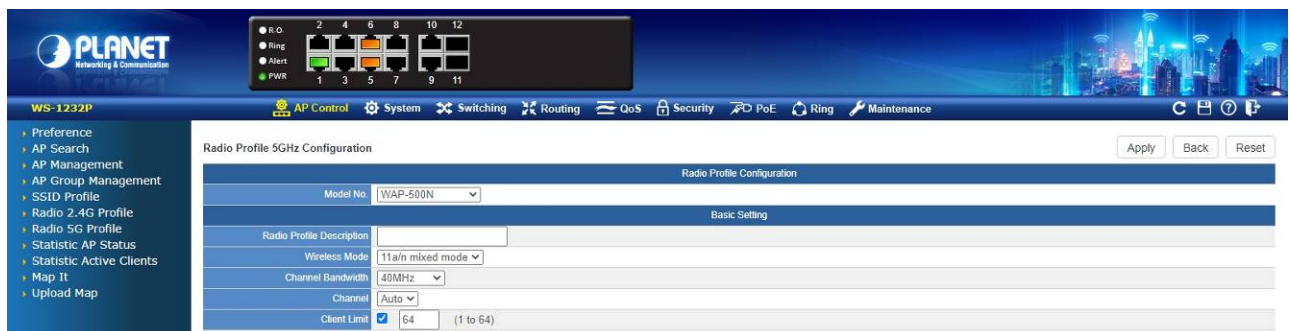 PLANET
Networking & Communication
R.O.
Ring
Alert
PWR
2 4 6 8 10 12
1 3 5 7 9 11
WS-1232P
AP Control System Switching Routing QoS Security PoE Ring Maintenance
Preference
AP Search
AP Management
AP Group Management
SSID Profile
Radio 2.4G Profile
Radio 5G Profile
Statistic AP Status
Statistic Active Clients
Map It
Upload Map
Radio Profile 5GHz Configuration
Apply Back Reset
Radio Profile Configuration
Model No. WAP-500N
Basic Setting
Radio Profile Description
Wireless Mode 11a/n mixed mode
Channel Bandwidth 40MHz
Channel Auto
Client Limit 64 (1 to 64)